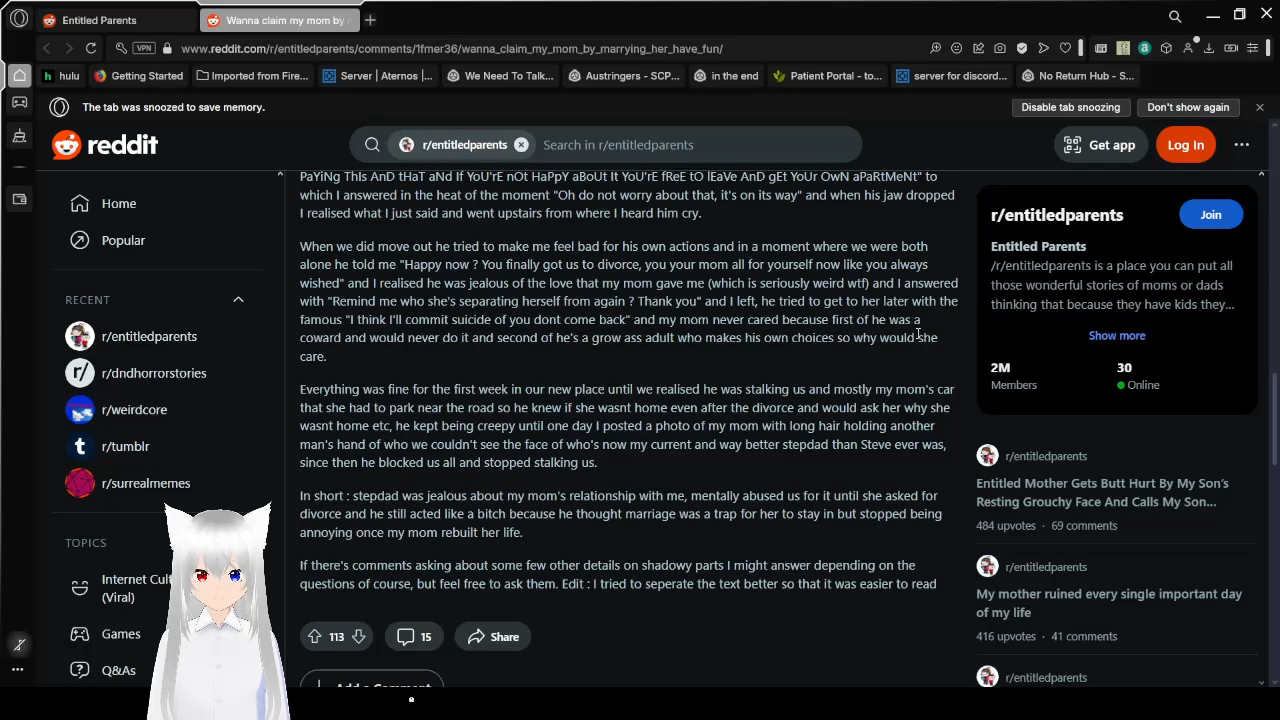 Entitled Parents
Wanna claim my mom by
VPN
www.reddit.com/r/entitledparents/comments/1fmer36/wanna_claim_my_mom_by_marrying_her_have_fun/
hulu
Getting Started
Imported from Fire...
Server | Aternos |...
We Need To Talk...
Austringers - SCP...
in the end
Patient Portal - to...
server for discord...
No Return Hub - S...
The tab was snoozed to save memory.
Disable tab snoozing
Don't show again
reddit
r/entitledparents
Search in r/entitledparents
Get app
Log In
Home
Popular
RECENT
r/entitledparents
r/dndhorrorstories
r/weirdcore
r/tumblr
r/surrealmemes
TOPICS
Internet Cult
(Viral)
Games
Q&As
PaYiNg ThIs AnD tHaT aNd If YoU'rE nOt HaPpY aBoUt It YoU'rE fReE tO lEaVe AnD gEt YoUr OwN aPaRtMeNt" to
which I answered in the heat of the moment "Oh do not worry about that, it's on its way" and when his jaw dropped
I realised what I just said and went upstairs from where I heard him cry.
When we did move out he tried to make me feel bad for his own actions and in a moment where we were both
alone he told me "Happy now ? You finally got us to divorce, you your mom all for yourself now like you always
wished" and I realised he was jealous of the love that my mom gave me (which is seriously weird wtf) and I answered
with "Remind me who she's separating herself from again ? Thank you" and I left, he tried to get to her later with the
famous "I think I'll commit suicide of you dont come back" and my mom never cared because first of he was a
coward and would never do it and second of he's a grow ass adult who makes his own choices so why would she
care.
Everything was fine for the first week in our new place until we realised he was stalking us and mostly my mom's car
that she had to park near the road so he knew if she wasnt home even after the divorce and would ask her why she
wasnt home etc, he kept being creepy until one day I posted a photo of my mom with long hair holding another
man's hand of who we couldn't see the face of who's now my current and way better stepdad than Steve ever was,
since then he blocked us all and stopped stalking us.
In short : stepdad was jealous about my mom's relationship with me, mentally abused us for it until she asked for
divorce and he still acted like a bitch because he thought marriage was a trap for her to stay in but stopped being
annoying once my mom rebuilt her life.
If there's comments asking about some few other details on shadowy parts I might answer depending on the
questions of course, but feel free to ask them. Edit : I tried to seperate the text better so that it was easier to read
113
15
Share
Add a Comment
r/entitledparents
Join
Entitled Parents
/r/entitledparents is a place you can put all
those wonderful stories of moms or dads
thinking that because they have kids they...
Show more
2M
30
Members
Online
r/entitledparents
Entitled Mother Gets Butt Hurt By My Son's
Resting Grouchy Face And Calls My Son...
484 upvotes · 69 comments
r/entitledparents
My mother ruined every single important day
of my life
416 upvotes · 41 comments
r/entitledparents